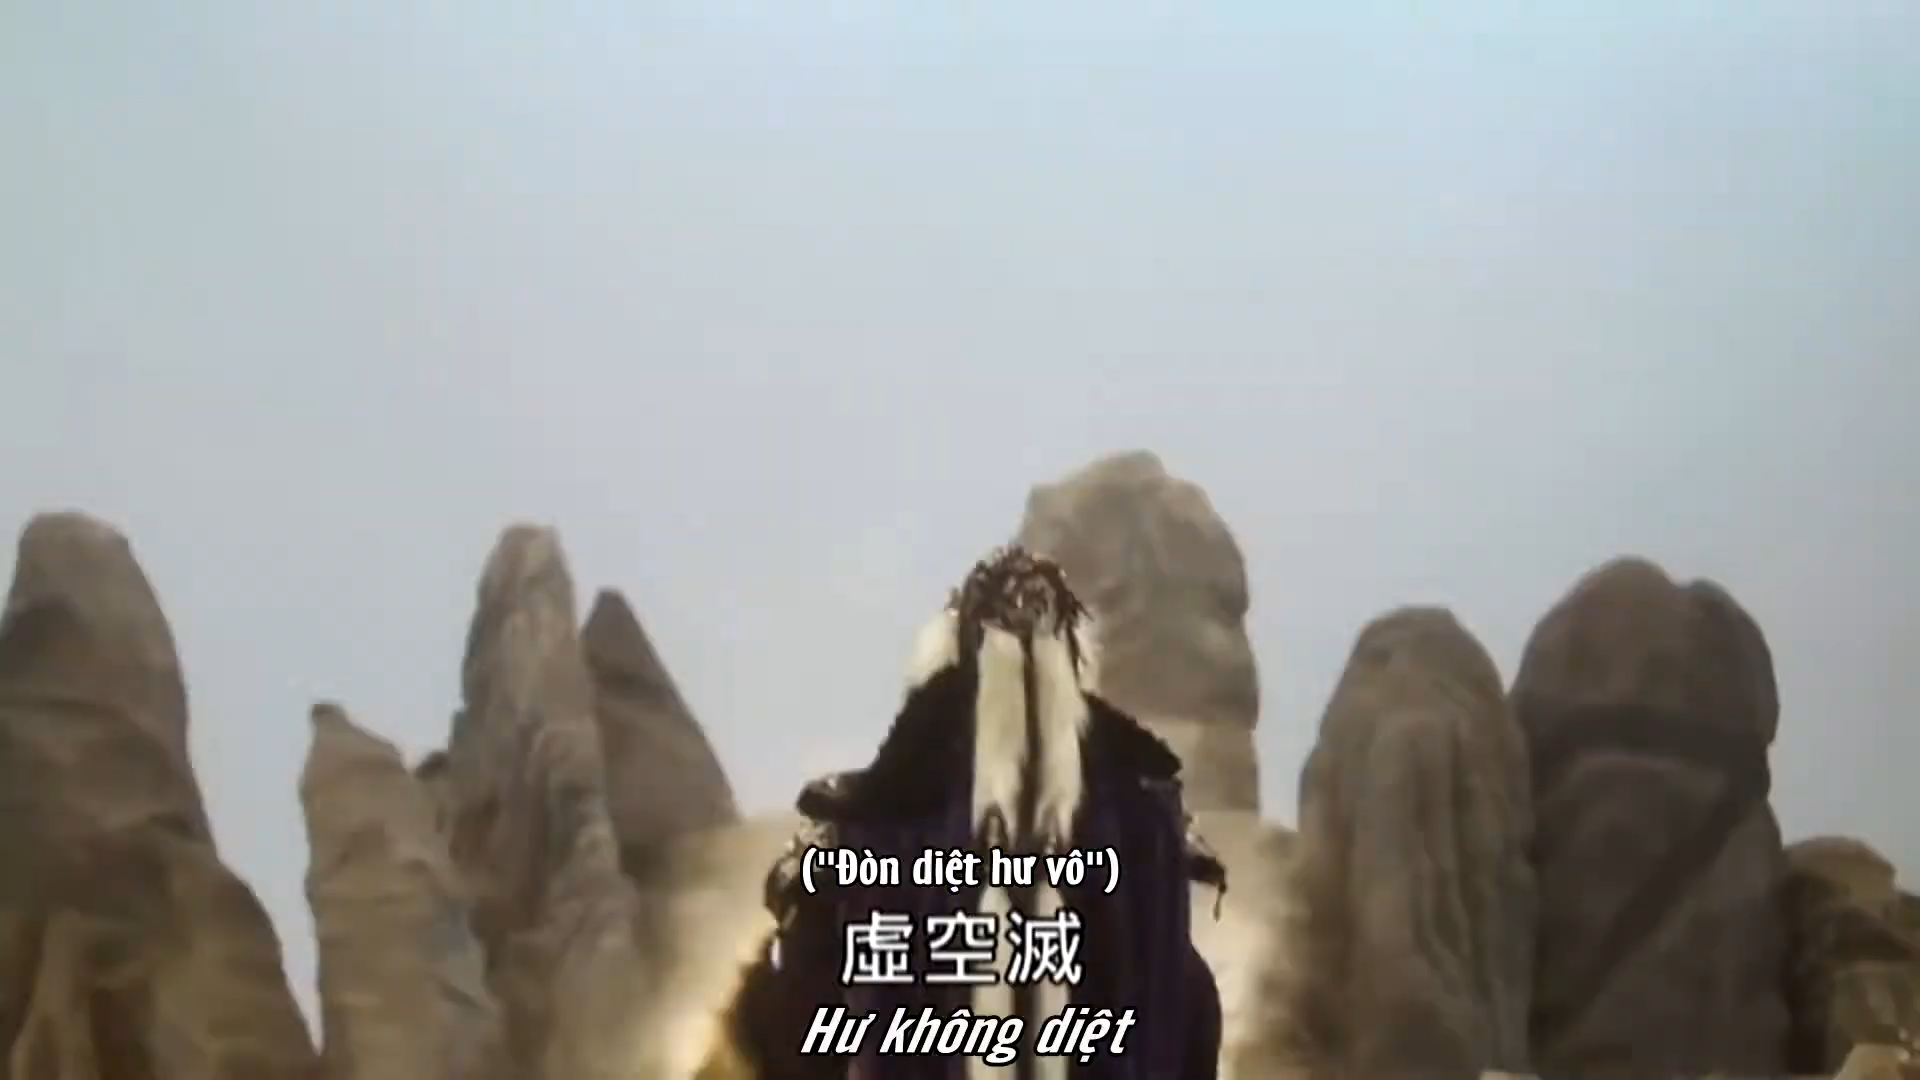 ("Đòn diệt hư vô")
虛空滅
Hư không diệt